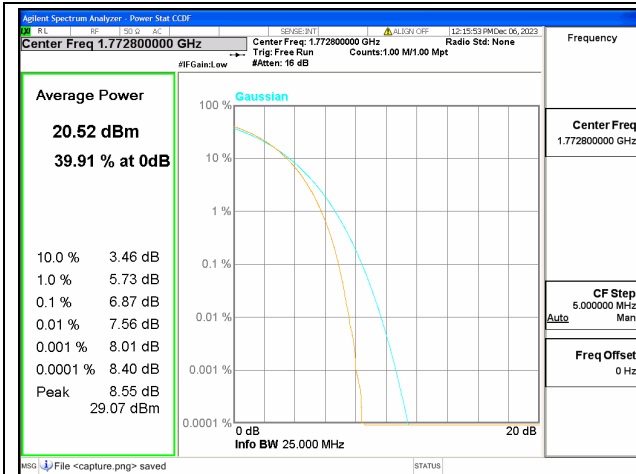 Agilent Spectrum Analyzer - Power Stat CCDF
RL RF 50 Ω AC SENSE:INT ALIGN OFF 12:15:53 PM Dec 06, 2023
Center Freq 1.772800000 GHz
Center Freq: 1.772800000 GHz Radio Std: None
Trig: Free Run Counts:1.00 M/1.00 Mpt
#IFGain:Low #Atten: 16 dB
Frequency
Average Power
20.52 dBm
39.91 % at 0dB
10.0 % 3.46 dB
1.0 % 5.73 dB
0.1 % 6.87 dB
0.01 % 7.56 dB
0.001 % 8.01 dB
0.0001 % 8.40 dB
Peak 8.55 dB
29.07 dBm
Gaussian
100 %
10 %
1 %
0.1 %
0.01 %
0.001 %
0.0001 %
0 dB 20 dB
Info BW 25.000 MHz
Center Freq
1.772800000 GHz
CF Step
5.000000 MHz
Auto Man
Freq Offset
0 Hz
MSG File <capture.png> saved STATUS